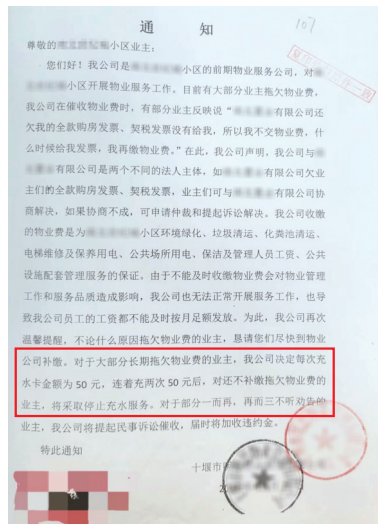 107
通 知
尊敬的小区业主:
您们好!我公司是小区的前期物业服务公司,对
小区开展物业服务工作。目前有大部分业主拖欠物业费,
我公司在催收物业费时,有部分业主反映说“有限公司还
欠我的全款购房发票、契税发票没有给我,所以我不交物业费,什
么时候给我发票,我再缴物业费。”在此,我公司声明,我公司与
有限公司是两个不同的法人主体,如有限公司欠业
主们的全款购房发票、契税发票,业主们可与有限公司协
商解决,如果协商不成,可申请仲裁和提起诉讼解决。我公司收缴
的物业费是为小区环境绿化、垃圾清运、化粪池清运、
电梯维修及保养用电、公共场所用电、保洁及管理人员工资、公共
设施配套管理服务的保证。由于不能及时收缴物业费会对物业管理
工作和服务品质造成影响,我公司也无法正常开展服务工作,也导
致我公司员工的工资都不能及时按月足额发放。为此,我公司再次
温馨提醒,不论什么原因拖欠物业费的业主,恳请您们尽快到物业
公司补缴。对于大部分长期拖欠物业费的业主,我公司决定每次充
水卡金额为 50 元,连着充两次 50 元后,对还不补缴拖欠物业费的
业主,将采取停止充水服务。对于部分一而再,再而三不听劝告的
业主,我公司将提起民事诉讼催收,届时将加收违约金。
特此通知
十堰市
20